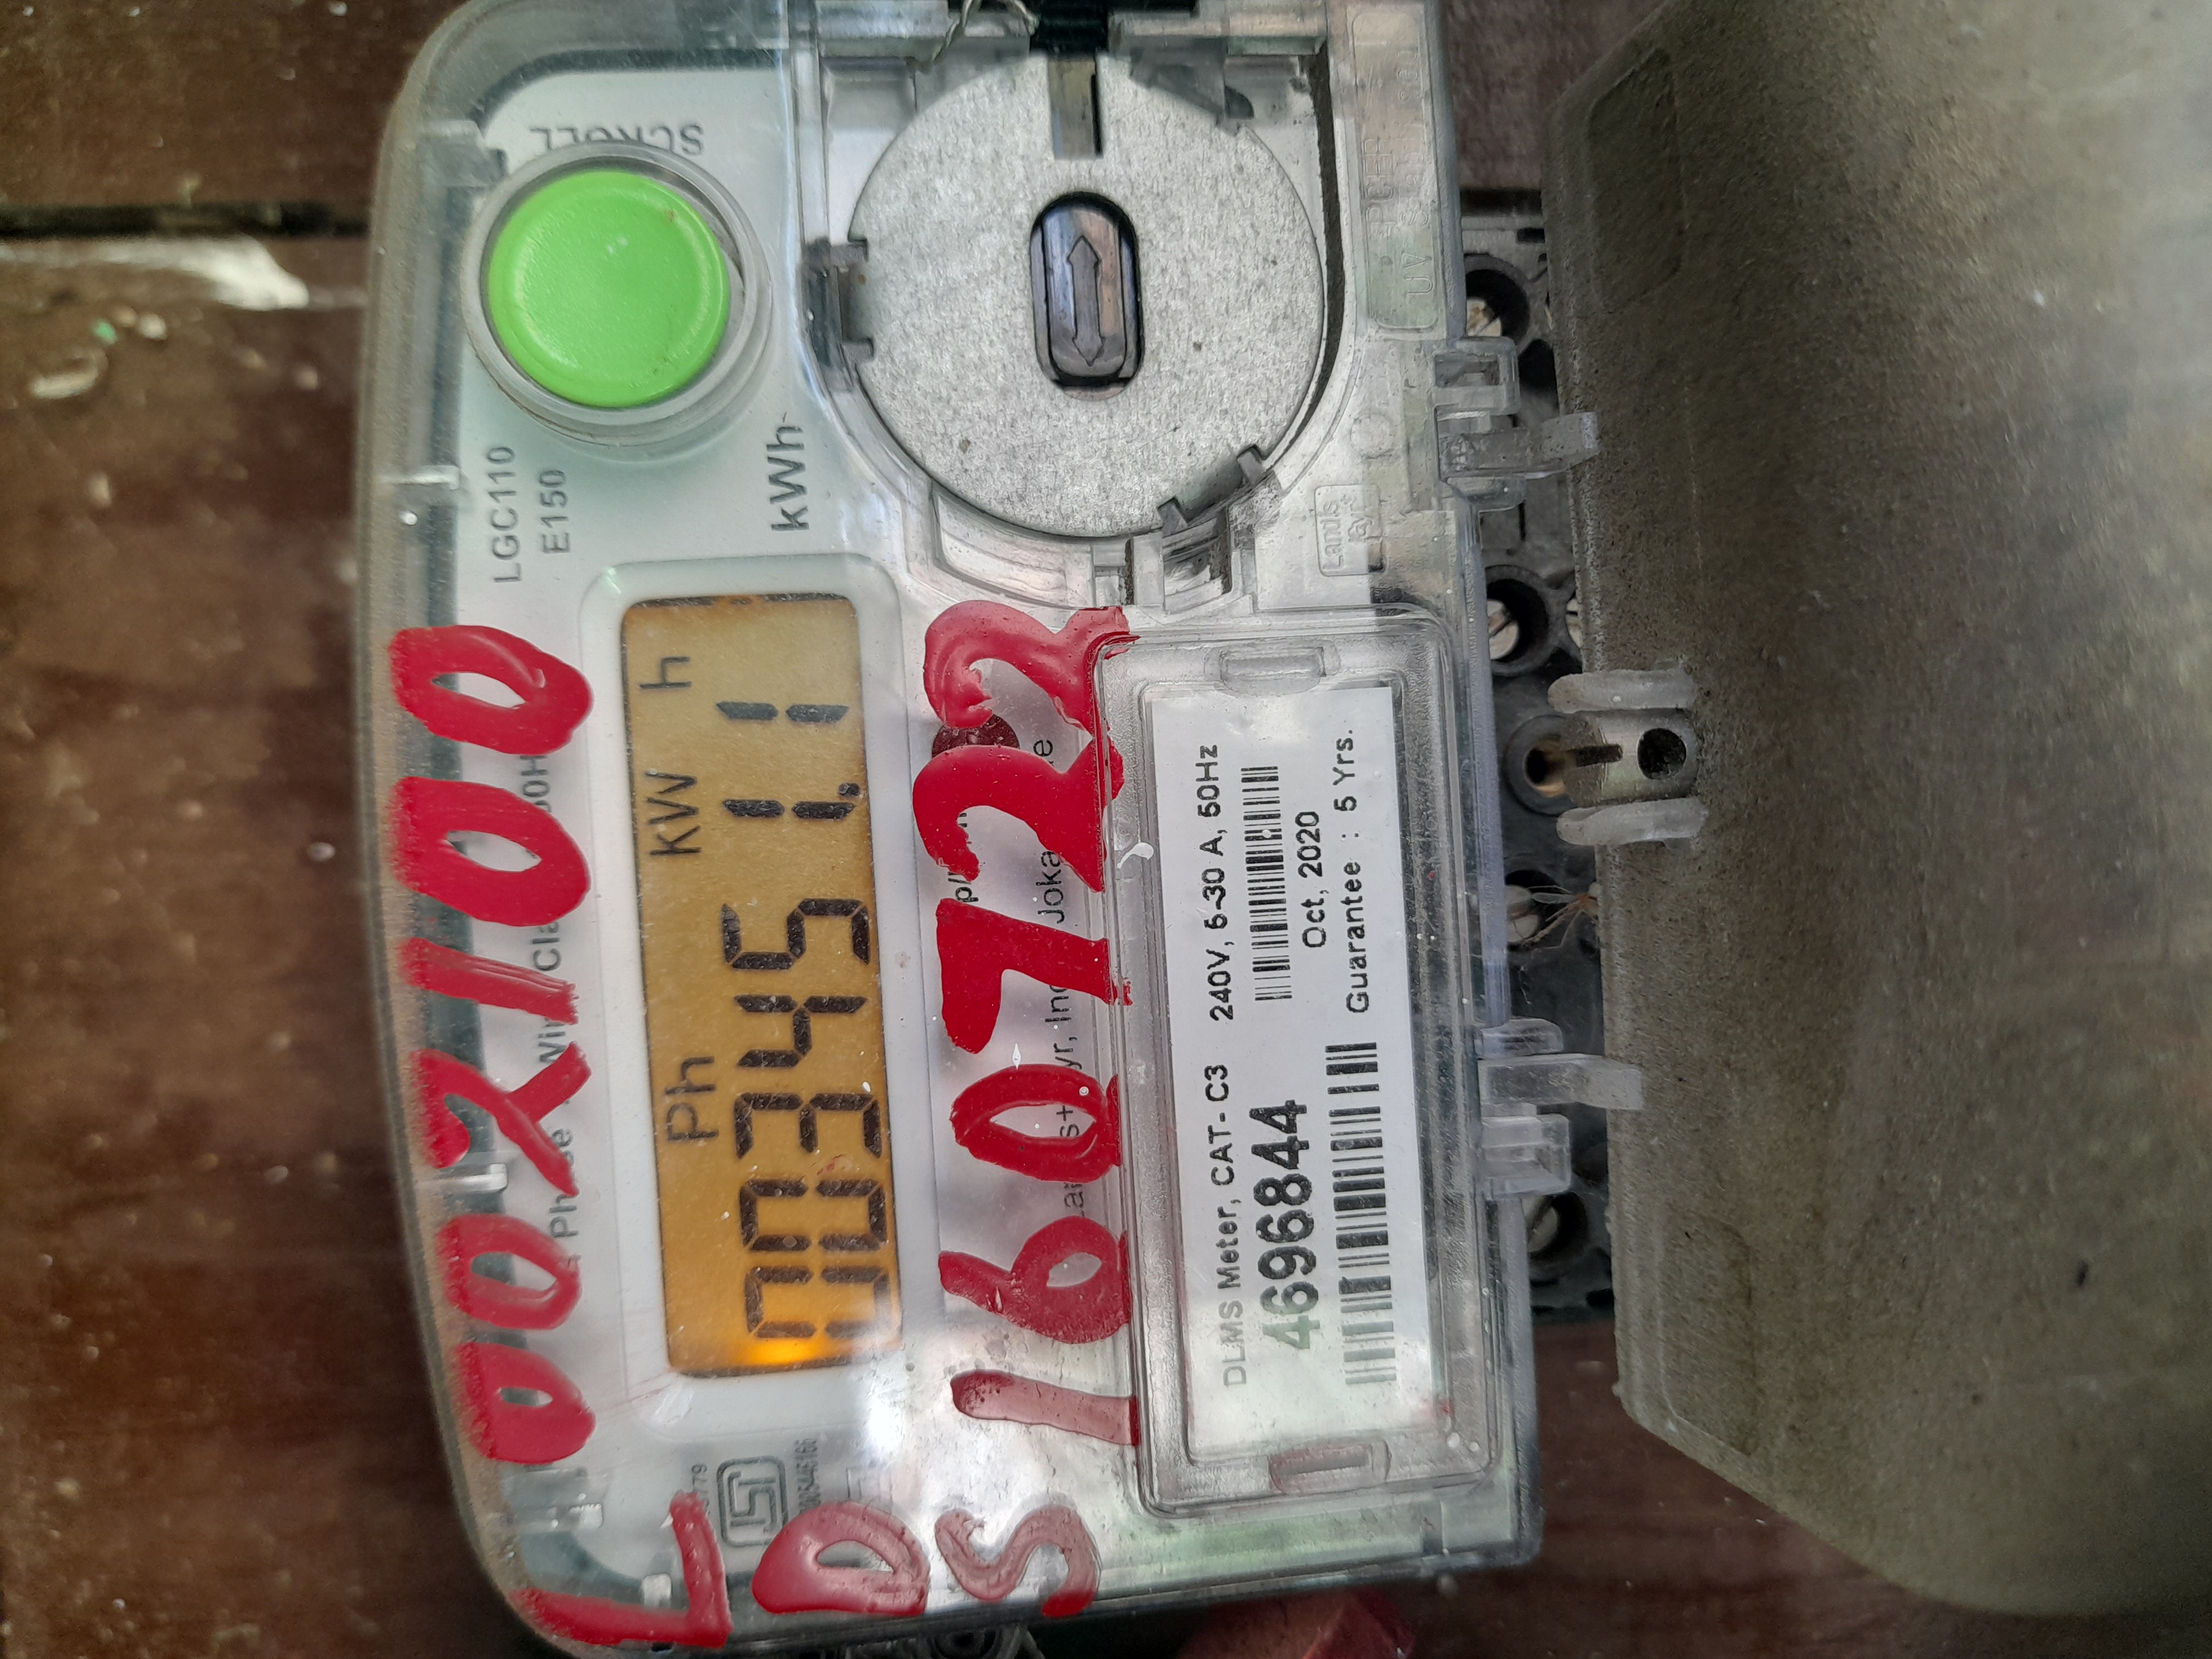 SCROLL
LGC110
E150
kWh
002100
Ph KW h
003451.1
160722
LDS
DLMS Meter, CAT- C3 240V, 5-30 A, 50Hz
4696844
Oct, 2020
Guarantee : 5 Yrs.